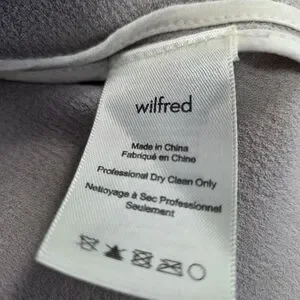 wilfred
Made in China
Fabriqué en Chine
Professional Dry Clean Only
Nettoyage à Sec Professionnel
Seulement